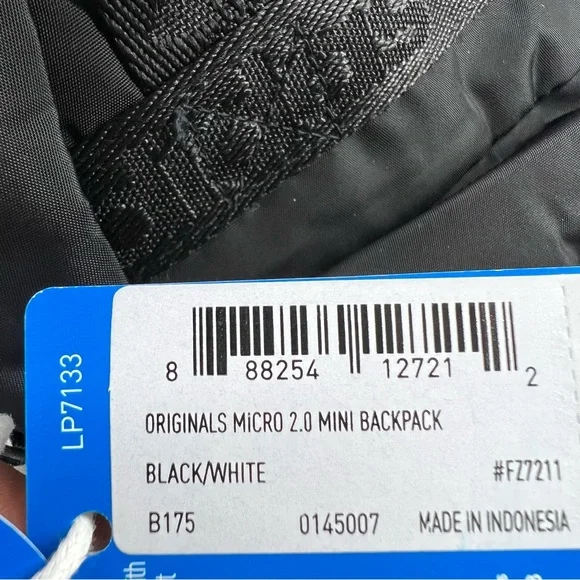 LP7133
8 88254 12721 2
ORIGINALS MiCRO 2.0 MINI BACKPACK
BLACK/WHITE #FZ7211
B175 0145007 MADE IN INDONESIA